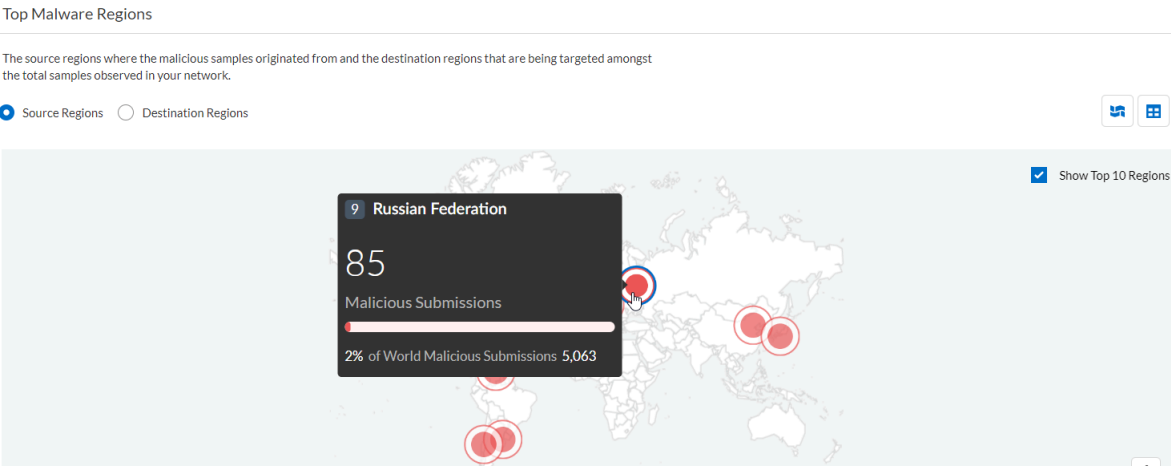 Top Malware Regions
The source regions where the malicious samples originated from and the destination regions that are being targeted amongst
the total samples observed in your network.
Source Regions Destination Regions
Show Top 10 Regions
9 Russian Federation
85
Malicious Submissions
2% of World Malicious Submissions 5,063